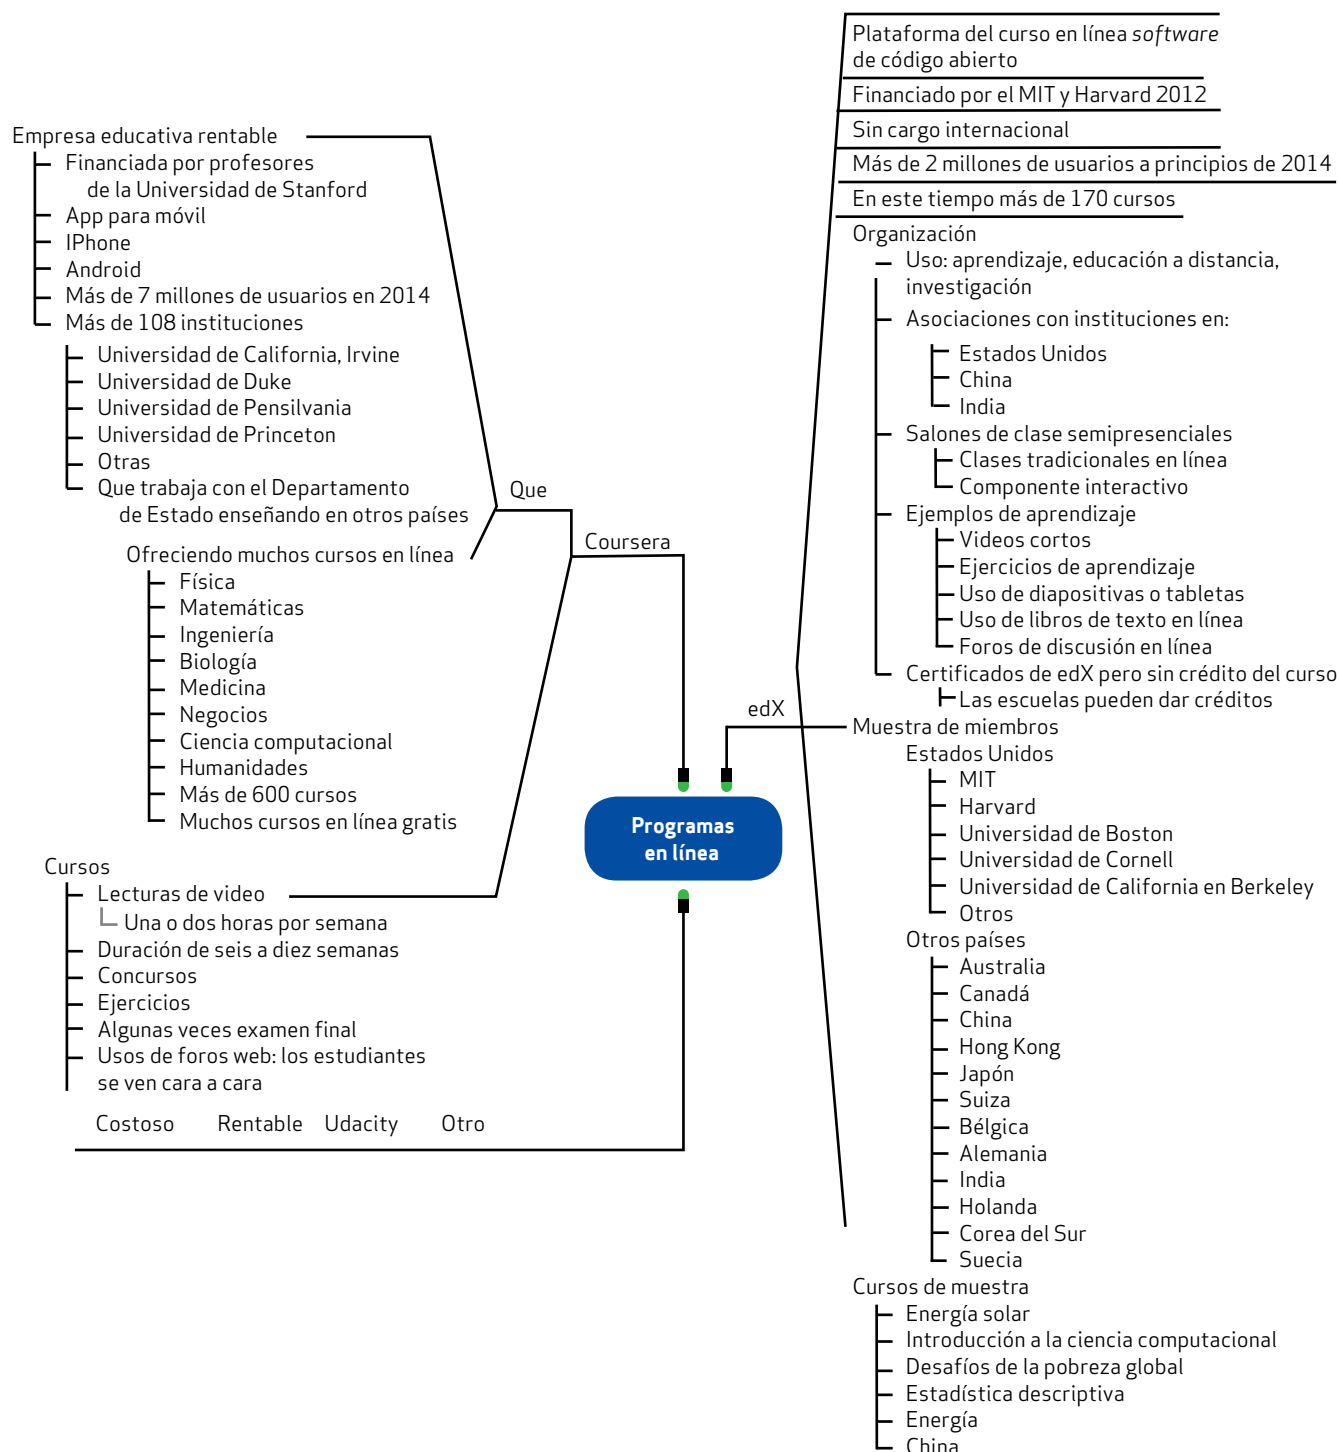 Empresa educativa rentable
Financiada por profesores
de la Universidad de Stanford
App para móvil
IPhone
Android
Más de 7 millones de usuarios en 2014
Más de 108 instituciones
Universidad de California, Irvine
Universidad de Duke
Universidad de Pensilvania
Universidad de Princeton
Otras
Que trabaja con el Departamento
de Estado enseñando en otros países
Que
Ofreciendo muchos cursos en línea
Física
Matemáticas
Ingeniería
Biología
Medicina
Negocios
Ciencia computacional
Humanidades
Más de 600 cursos
Muchos cursos en línea gratis
Coursera
Cursos
Lecturas de video
Una o dos horas por semana
Duración de seis a diez semanas
Concursos
Ejercicios
Algunas veces examen final
Usos de foros web: los estudiantes
se ven cara a cara
Costoso Rentable Udacity Otro
Programas
en línea
edX
Plataforma del curso en línea software
de código abierto
Financiado por el MIT y Harvard 2012
Sin cargo internacional
Más de 2 millones de usuarios a principios de 2014
En este tiempo más de 170 cursos
Organización
Uso: aprendizaje, educación a distancia,
investigación
Asociaciones con instituciones en:
Estados Unidos
China
India
Salones de clase semipresenciales
Clases tradicionales en línea
Componente interactivo
Ejemplos de aprendizaje
Videos cortos
Ejercicios de aprendizaje
Uso de diapositivas o tabletas
Uso de libros de texto en línea
Foros de discusión en línea
Certificados de edX pero sin crédito del curso
Las escuelas pueden dar créditos
Muestra de miembros
Estados Unidos
MIT
Harvard
Universidad de Boston
Universidad de Cornell
Universidad de California en Berkeley
Otros
Otros países
Australia
Canadá
China
Hong Kong
Japón
Suiza
Bélgica
Alemania
India
Holanda
Corea del Sur
Suecia
Cursos de muestra
Energía solar
Introducción a la ciencia computacional
Desafíos de la pobreza global
Estadística descriptiva
Energía
China